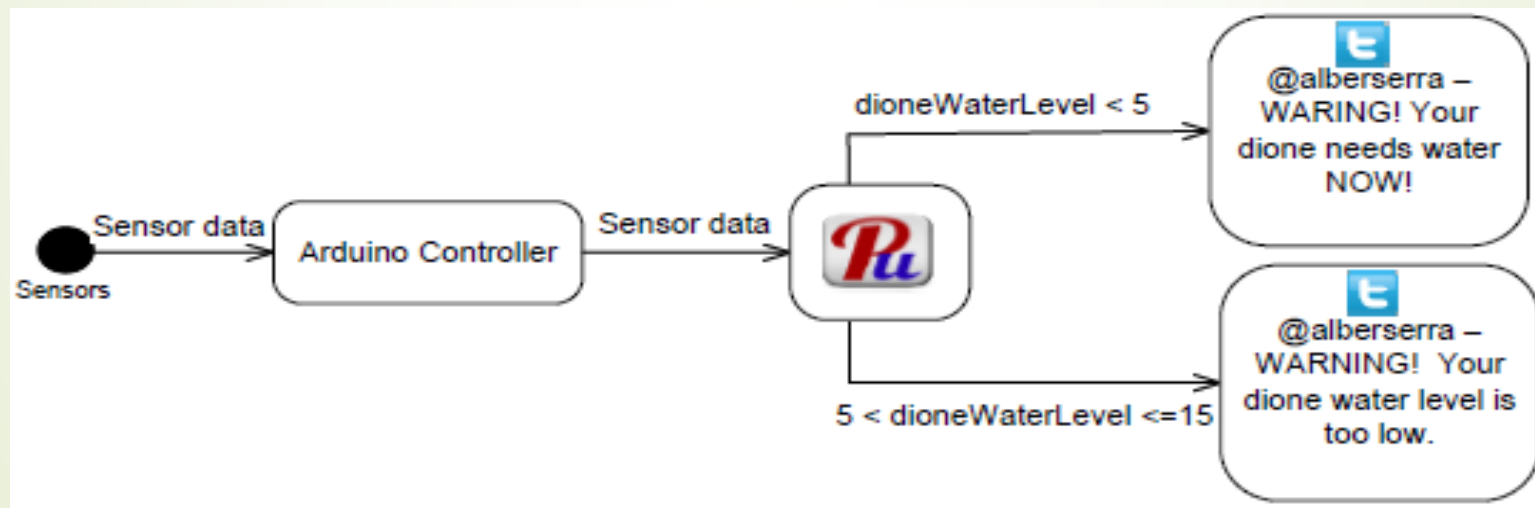 Sensors
Sensor data
Arduino Controller
Sensor data
Pu
dioneWaterLevel < 5
@alberserra –
WARING! Your
dione needs water
NOW!
5 < dioneWaterLevel <=15
@alberserra –
WARNING!  Your
dione water level is
too low.